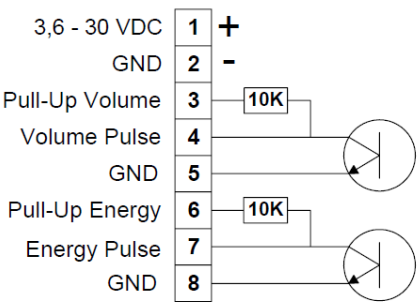 3,6 - 30 VDC 1 +
GND 2 -
Pull-Up Volume 3 10K
Volume Pulse 4
GND 5
Pull-Up Energy 6 10K
Energy Pulse 7
GND 8